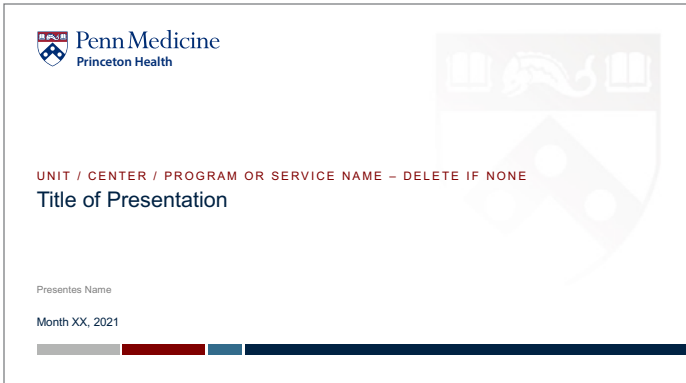 Penn Medicine
Princeton Health
UNIT / CENTER / PROGRAM OR SERVICE NAME – DELETE IF NONE
Title of Presentation
Presentes Name
Month XX, 2021